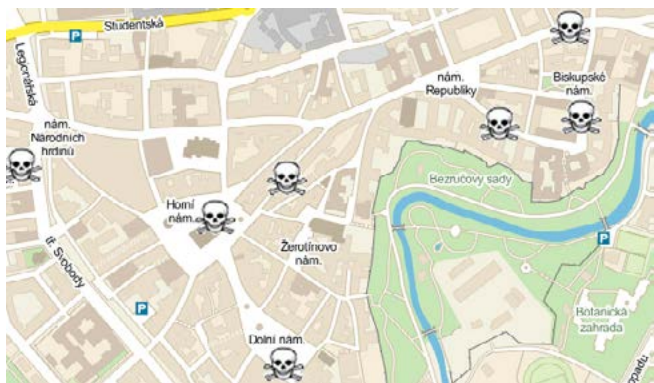 Studentská
P
Legionářská
nám.
Republiky
Biskupské
nám.
nám.
Národních
hrdinů
Bezručovy sady
Horní
nám.
Žerotínovo
nám.
P
tř. Svobody
P
Botanická
zahrada
Dolní nám.